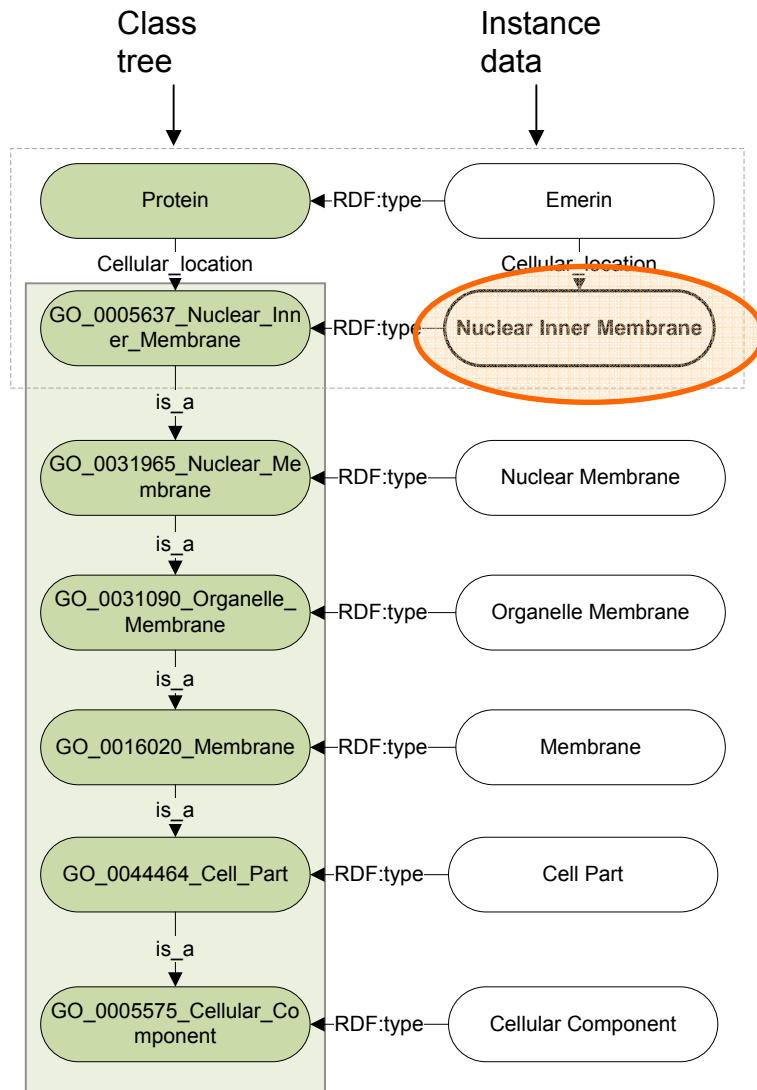 Class
tree
Instance
data
Protein
RDF:type
Emerin
Cellular_location
Cellular_location
GO_0005637_Nuclear_Inn
er_Membrane
RDF:type
Nuclear Inner Membrane
is_a
GO_0031965_Nuclear_Me
mbrane
RDF:type
Nuclear Membrane
is_a
GO_0031090_Organelle_
Membrane
RDF:type
Organelle Membrane
is_a
GO_0016020_Membrane
RDF:type
Membrane
is_a
GO_0044464_Cell_Part
RDF:type
Cell Part
is_a
GO_0005575_Cellular_Co
mponent
RDF:type
Cellular Component